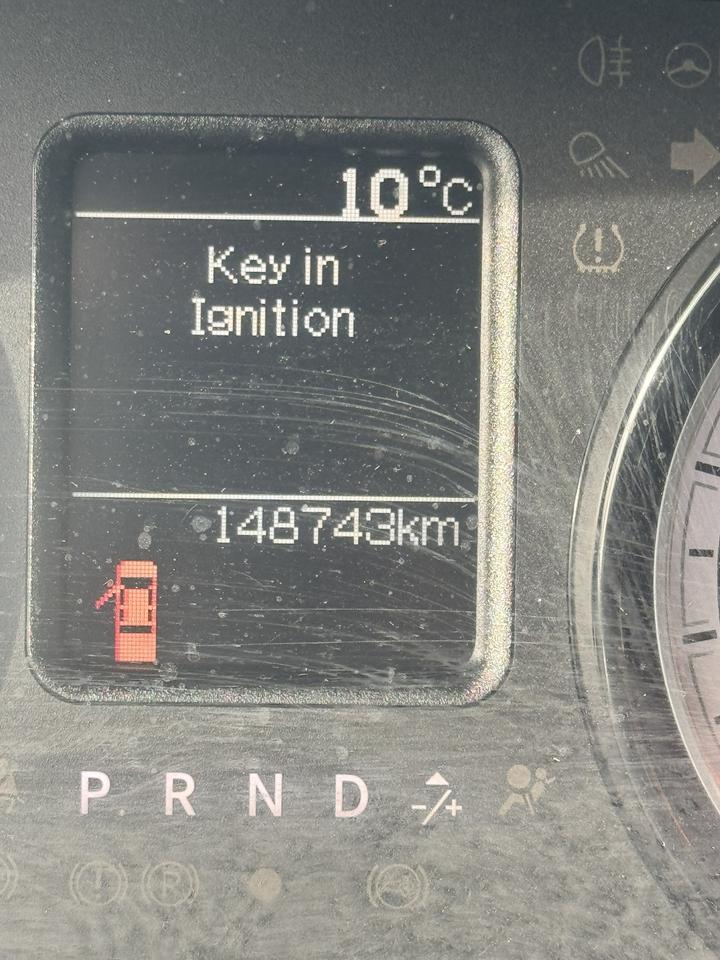 10°C
Key in
Ignition
148743km
P R N D -/+
P